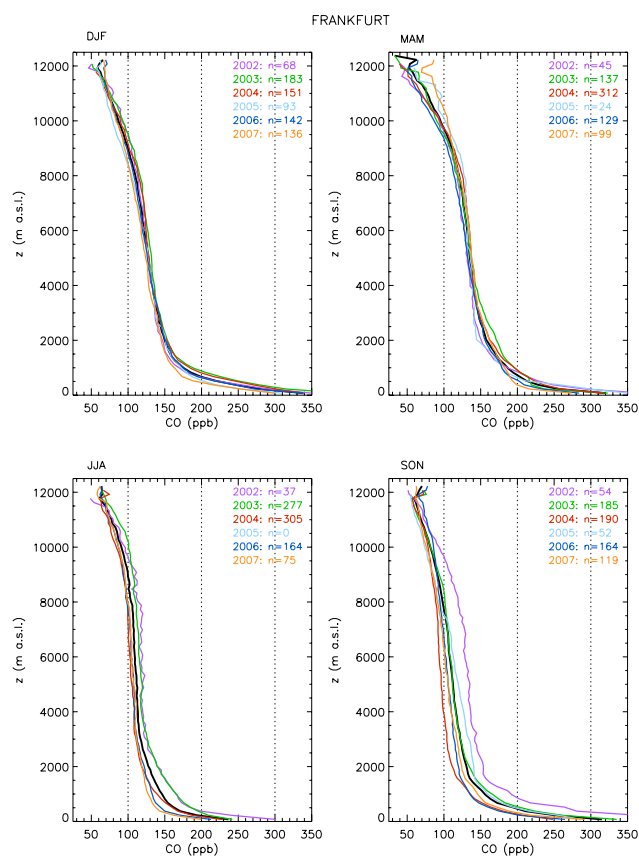 FRANKFURT
DJF
2002: n=68
2003: n=183
2004: n=151
2005: n=93
2006: n=142
2007: n=136
12000
10000
8000
6000
4000
2000
0
z (m a.s.l.)
50 100 150 200 250 300 350
CO (ppb)
MAM
2002: n=45
2003: n=137
2004: n=312
2005: n=24
2006: n=129
2007: n=99
12000
10000
8000
6000
4000
2000
0
z (m a.s.l.)
50 100 150 200 250 300 350
CO (ppb)
JJA
2002: n=37
2003: n=277
2004: n=305
2005: n=0
2006: n=164
2007: n=75
12000
10000
8000
6000
4000
2000
0
z (m a.s.l.)
50 100 150 200 250 300 350
CO (ppb)
SON
2002: n=54
2003: n=185
2004: n=190
2005: n=52
2006: n=164
2007: n=119
12000
10000
8000
6000
4000
2000
0
z (m a.s.l.)
50 100 150 200 250 300 350
CO (ppb)